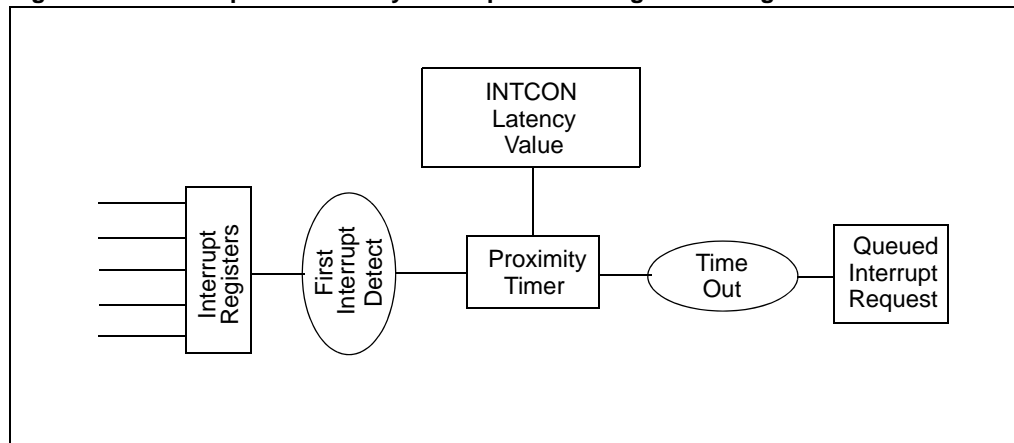 INTCON
Latency
Value
Interrupt
Registers
First
Interrupt
Detect
Proximity
Timer
Time
Out
Queued
Interrupt
Request